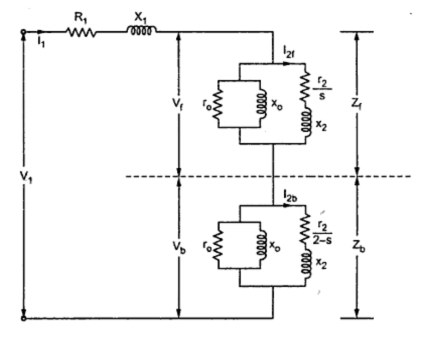 R₁ X₁
I₁
I₂f
V_f r₀ x₀ r₂/s Z_f
x₂
V₁
I₂b
V_b r₀ x₀ r₂/2–s Z_b
x₂